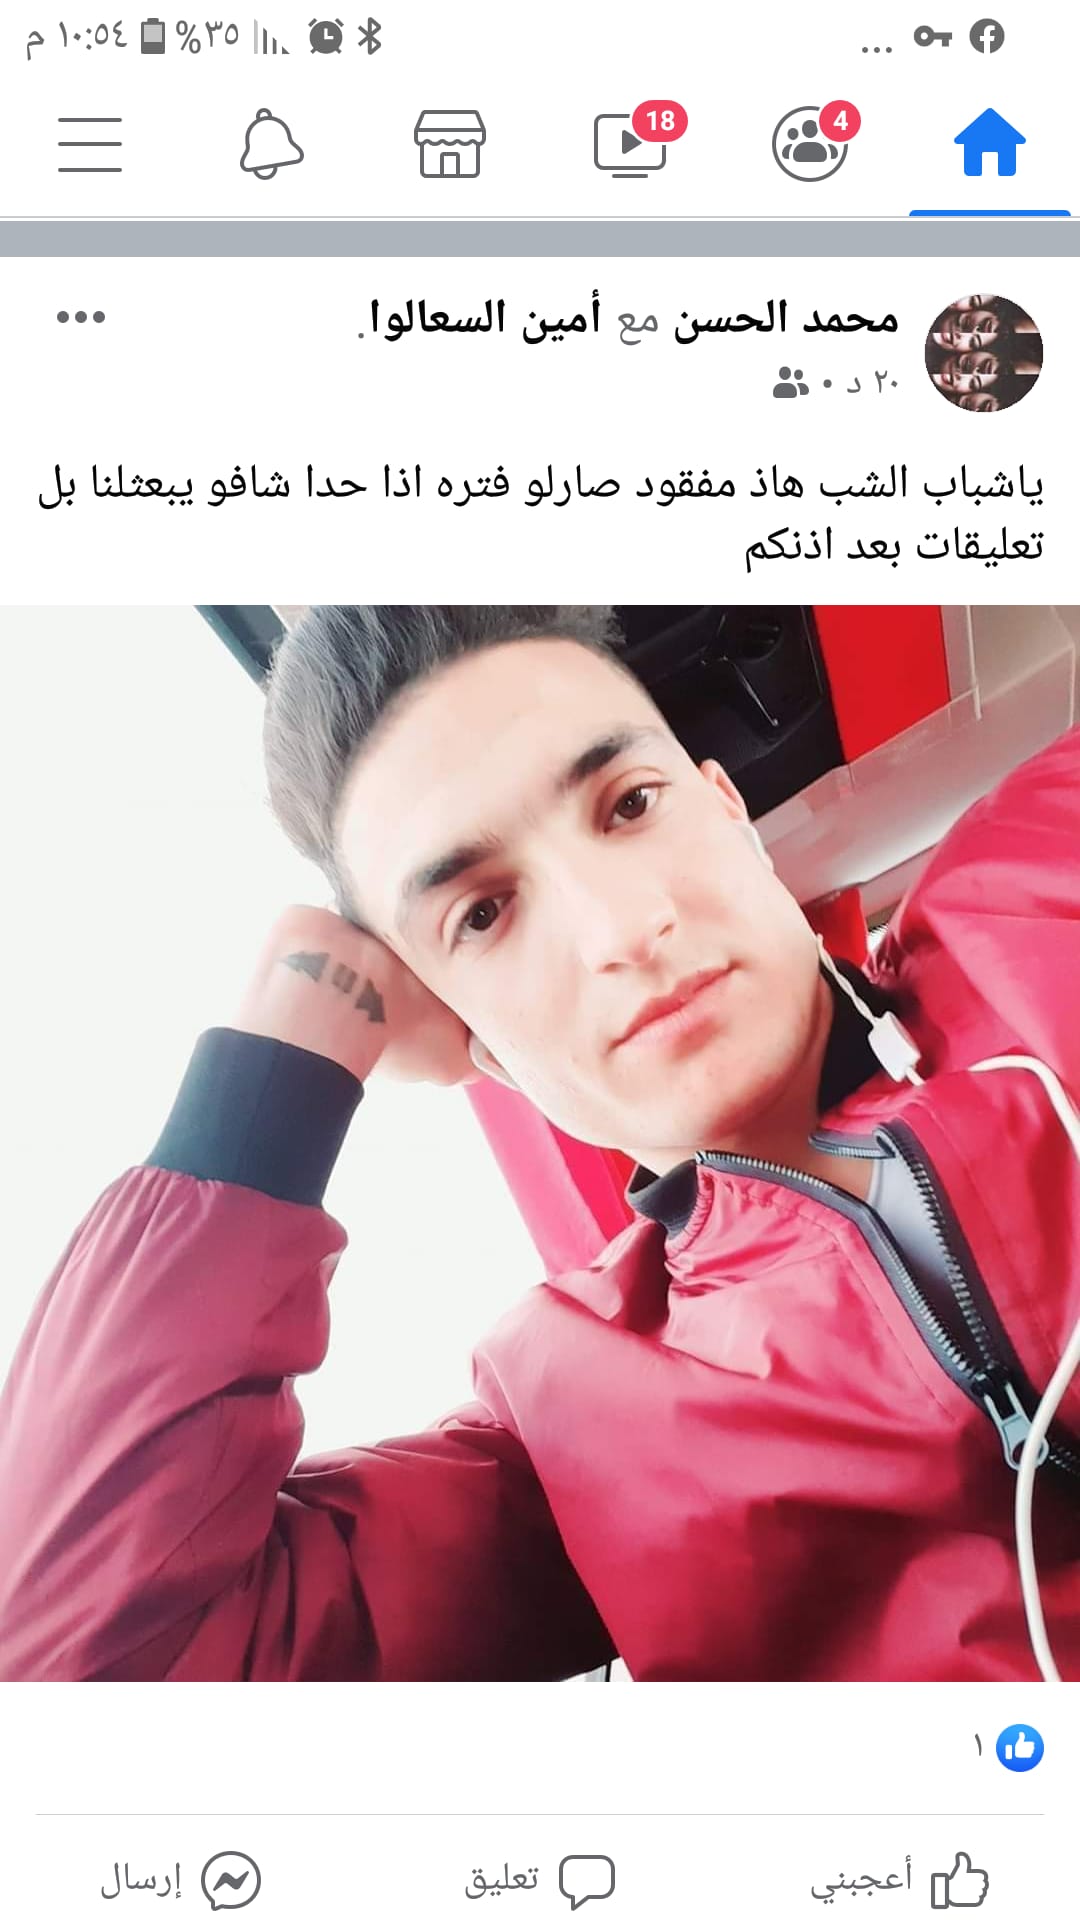 ١٠:٥٤ م
%٣٥
...
18
4
محمد الحسن مع أمين السعالوا.
٢٠ د •
ياشباب الشب هاذ مفقود صارلو فتره اذا حدا شافو يبعثلنا بل
تعليقات بعد اذنكم
١
أعجبني
تعليق
إرسال